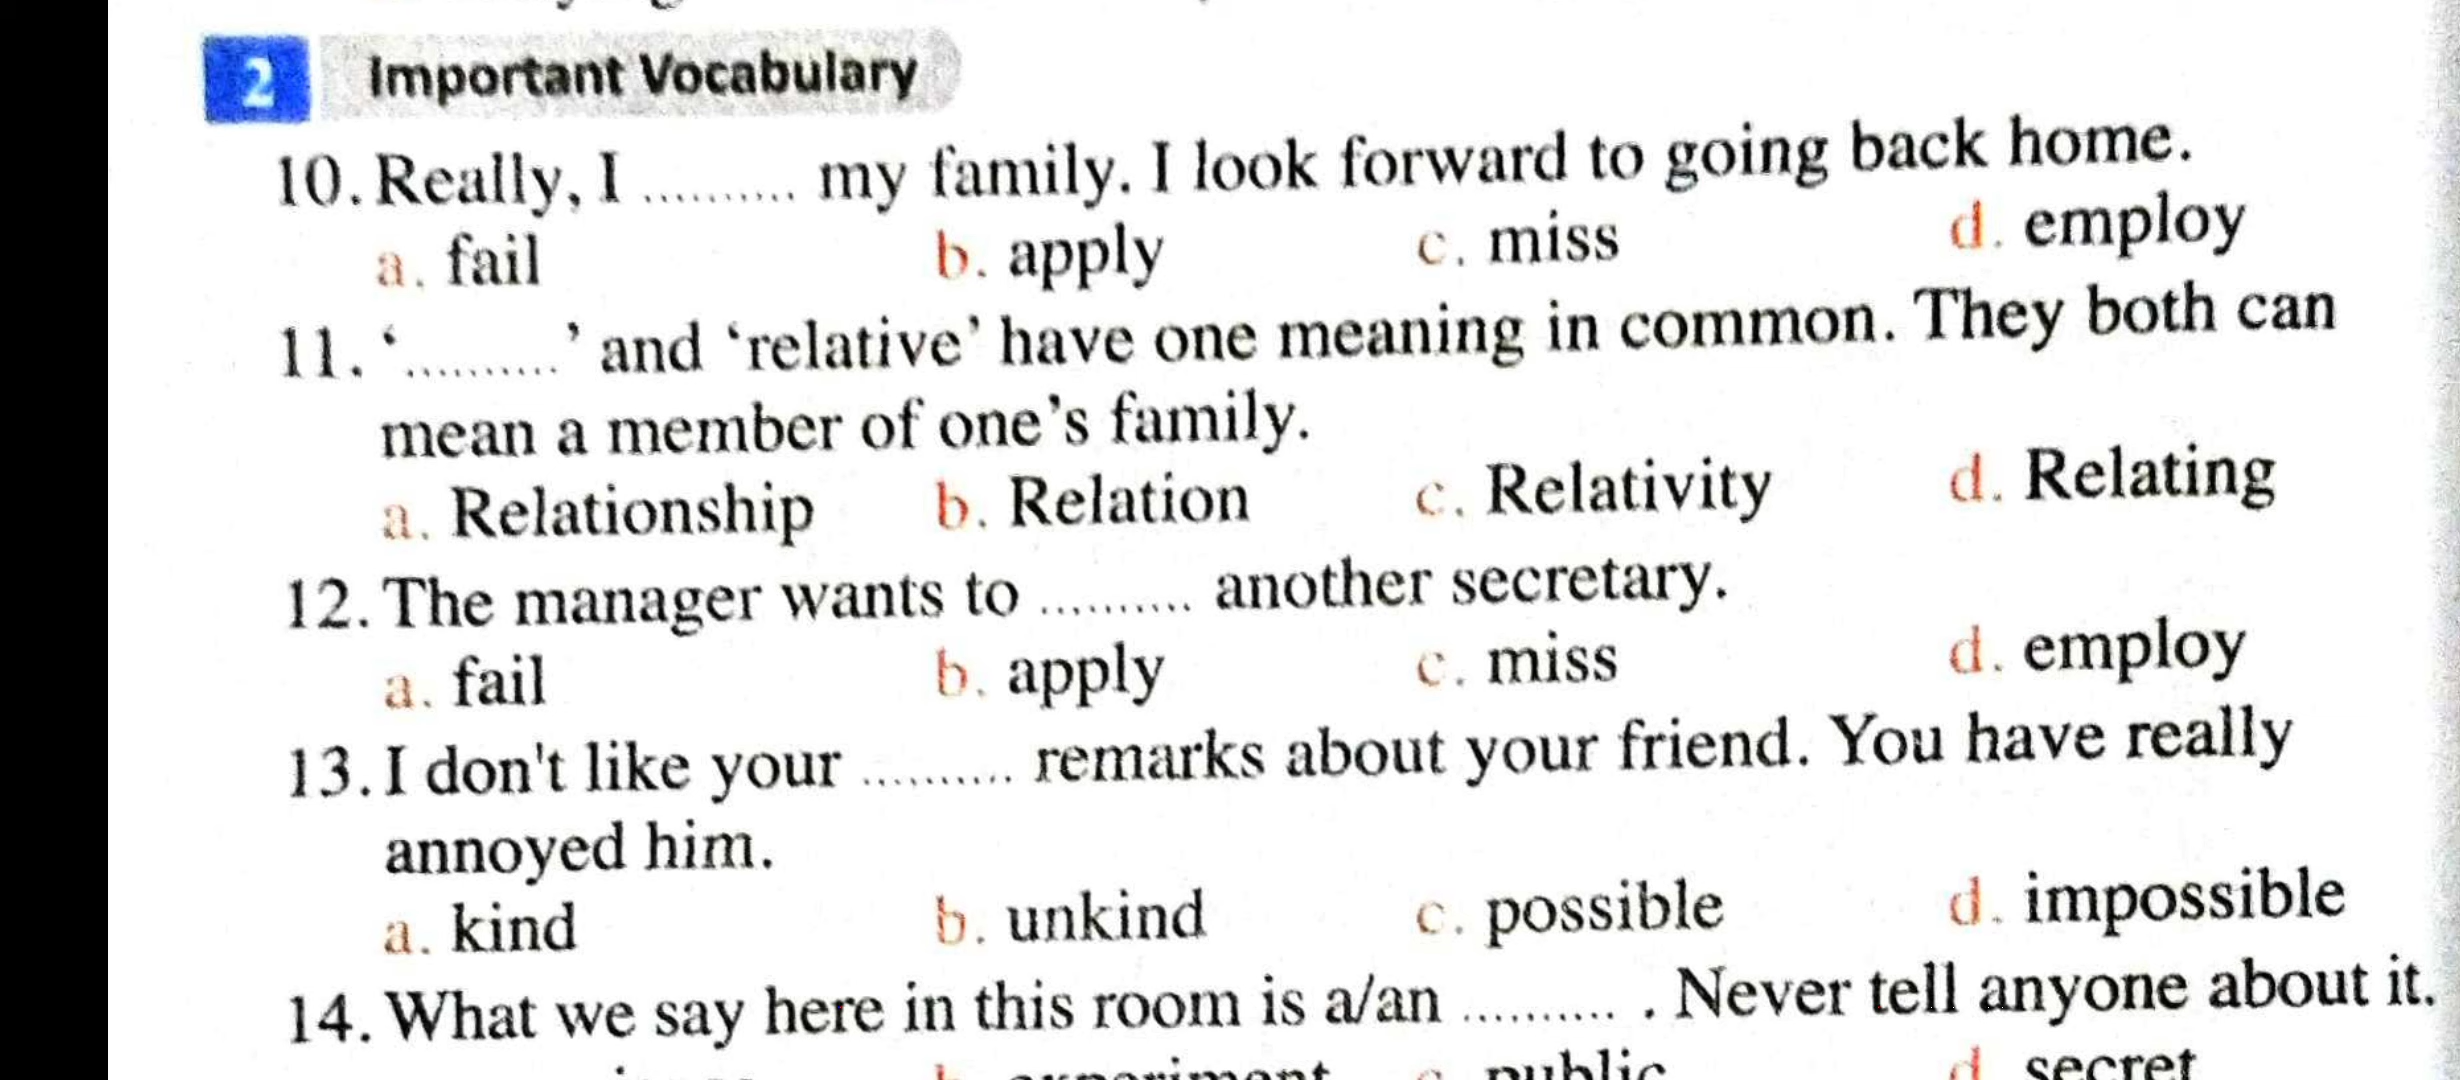 2 Important Vocabulary
10. Really, I .......... my family. I look forward to going back home.
a. fail b. apply c. miss d. employ
11. ‘..........’ and ‘relative’ have one meaning in common. They both can
mean a member of one’s family.
a. Relationship b. Relation c. Relativity d. Relating
12. The manager wants to .......... another secretary.
a. fail b. apply c. miss d. employ
13. I don't like your .......... remarks about your friend. You have really
annoyed him.
a. kind b. unkind c. possible d. impossible
14. What we say here in this room is a/an .......... . Never tell anyone about it.
b. experiment c. public d. secret